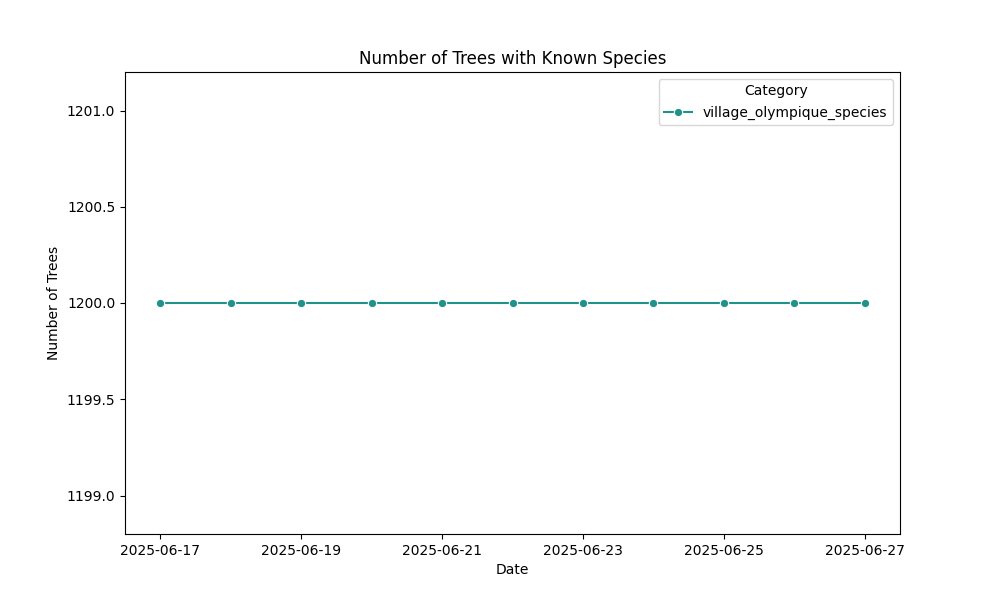 Number of Trees with Known Species
Category
village_olympique_species
1201.0
1200.5
1200.0
1199.5
1199.0
Number of Trees
2025-06-17 2025-06-19 2025-06-21 2025-06-23 2025-06-25 2025-06-27
Date